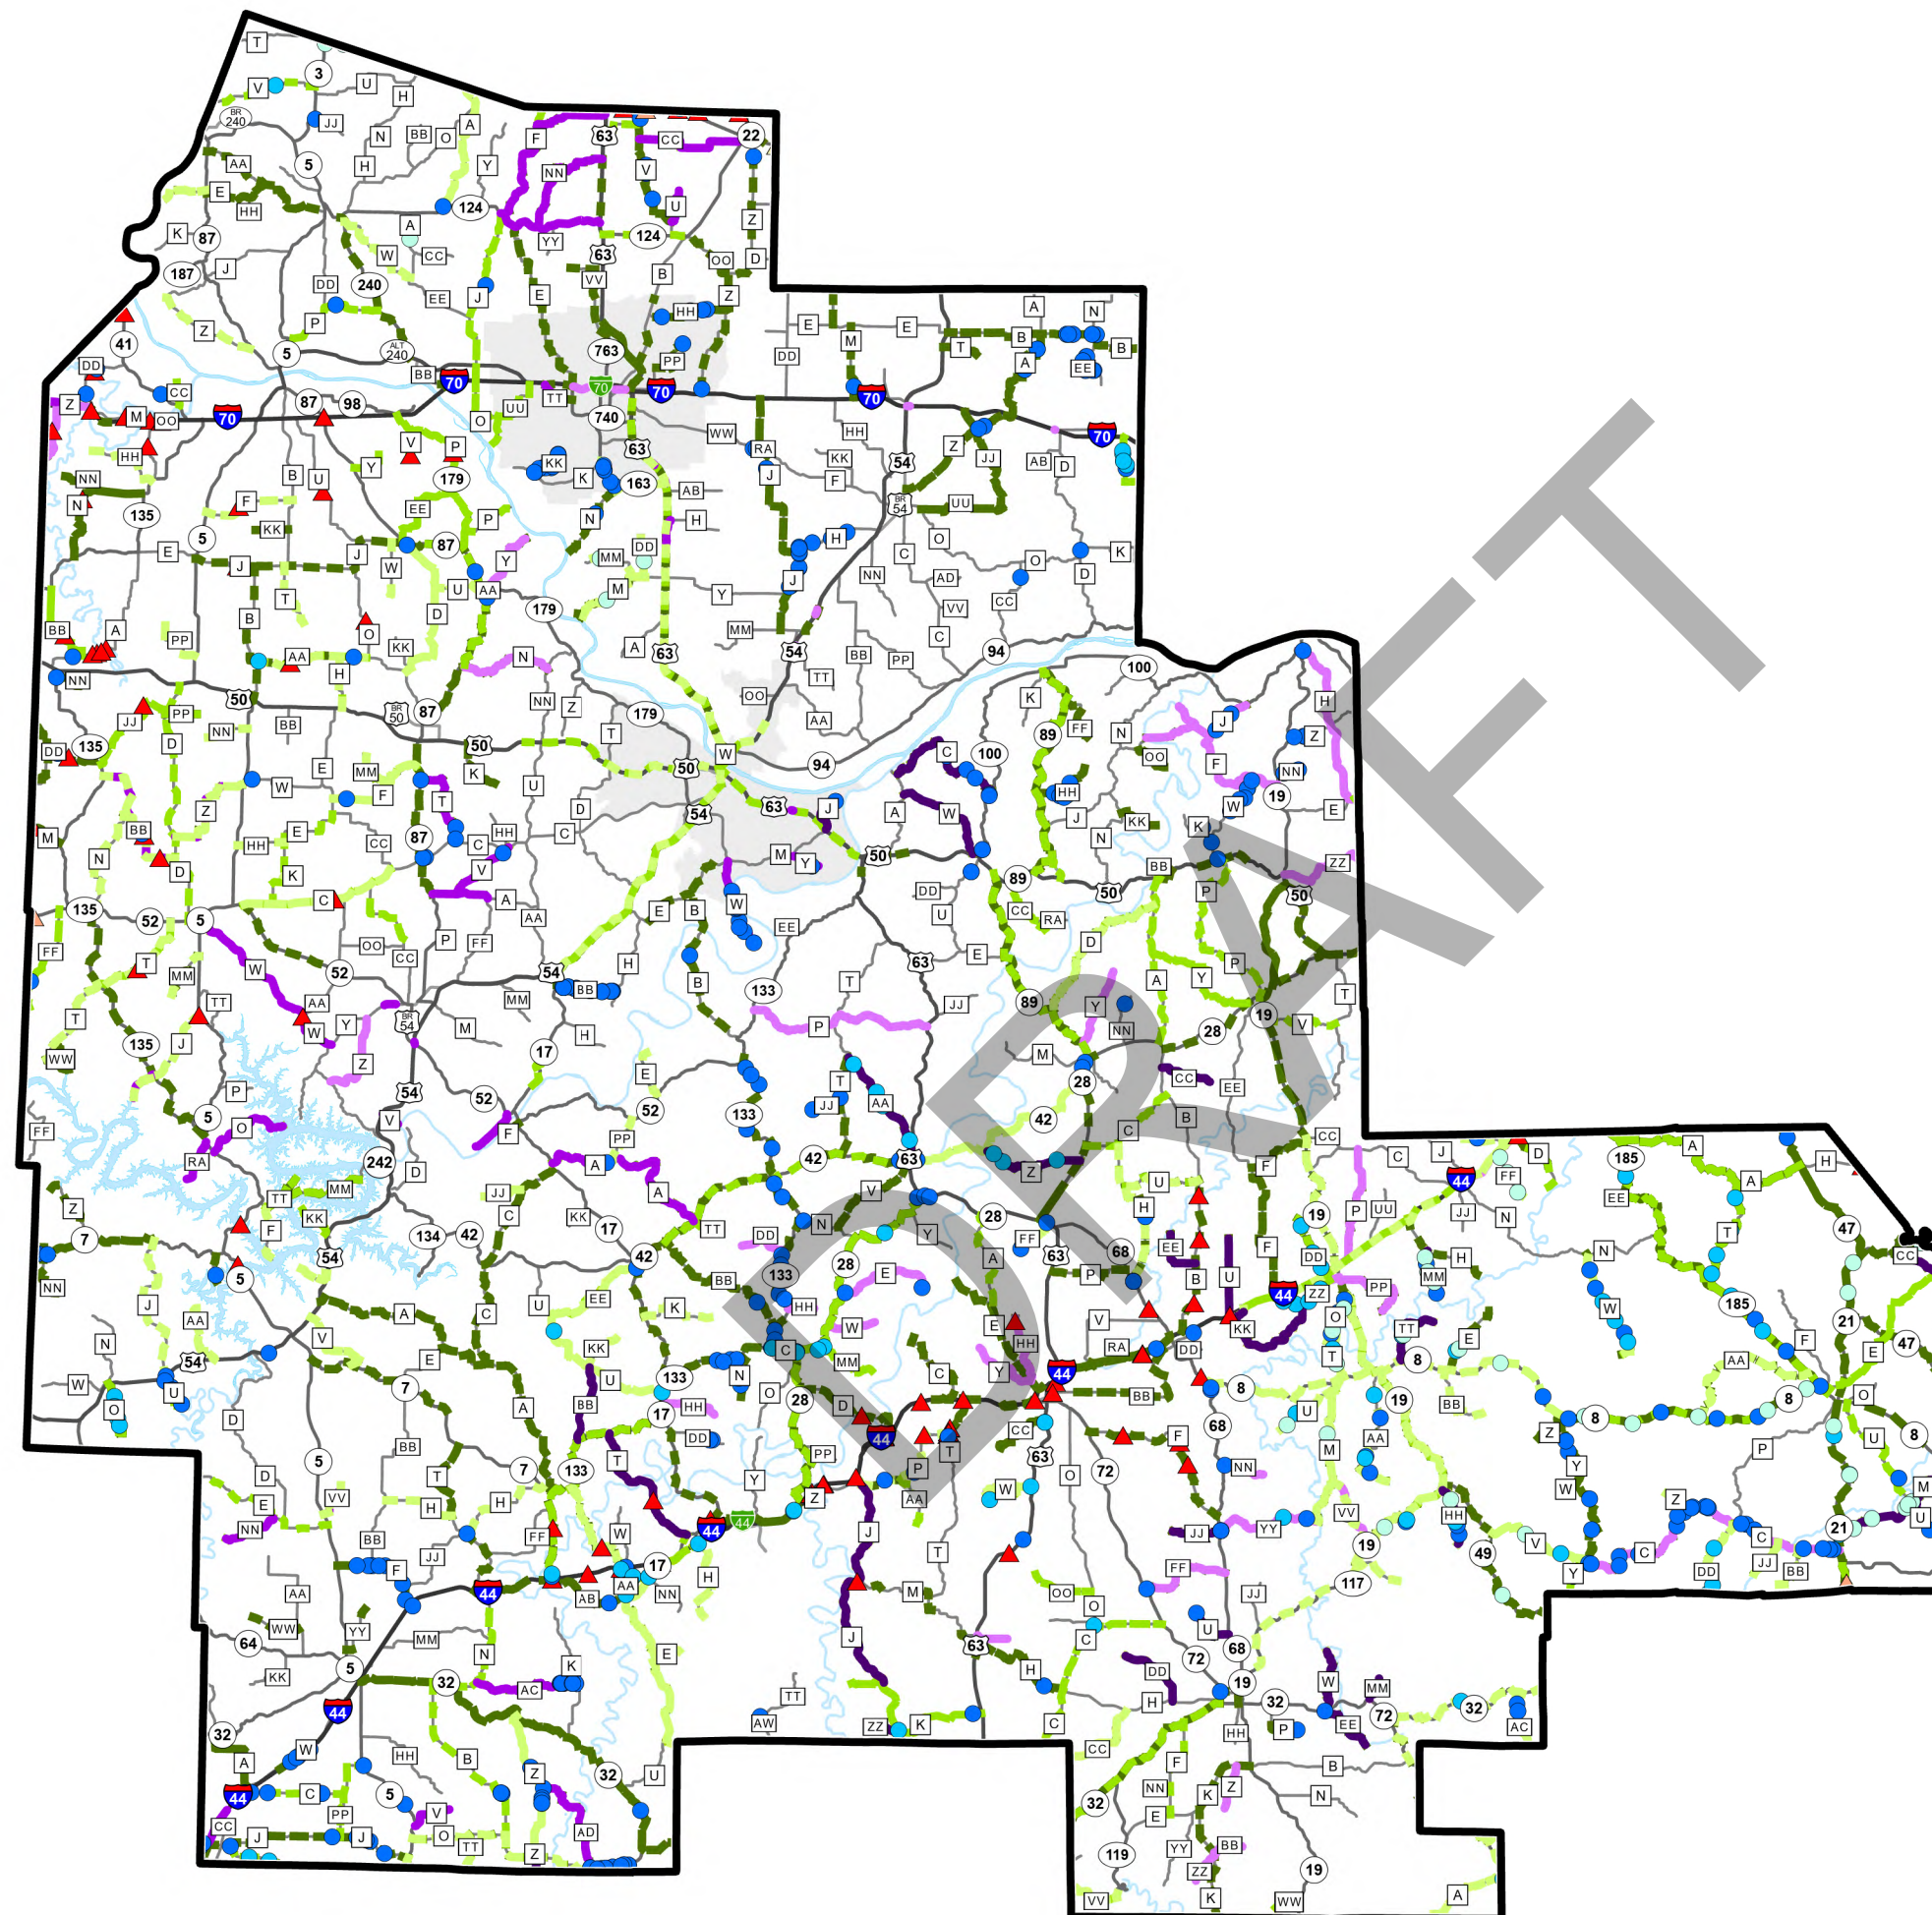 T
3
V
U
H
BR
240
JJ
N
BB
O
A
F
63
CC
22
5
H
Y
NN
V
AA
E
HH
124
U
K
87
A
YY
124
Z
W
CC
63
OO
D
187
J
DD
240
EE
J
E
VV
B
Z
Z
P
HH
41
5
ALT
240
763
PP
DD
BB
70
70
70
Z
CC
87
98
TT
UU
740
M
OO
70
O
WW
E
E
M
DD
A
N
B
B
T
A
EE
70
70
HH
V
P
63
RA
HH
Z
JJ
AB
D
NN
B
U
Y
179
KK
K
163
J
KK
F
54
N
F
EE
P
AB
BR
54
UU
135
KK
N
H
H
5
87
O
E
J
J
W
Y
MM
DD
C
O
K
T
U
AA
M
Y
J
NN
AD
D
CC
VV
BB
A
B
D
179
O
MM
C
PP
AA
KK
N
A
63
54
BB
PP
94
100
NN
H
TT
50
BR
50
87
NN
Z
179
OO
AA
K
H
JJ
PP
BB
T
89
FF
N
J
D
NN
50
W
C
100
Z
DD
135
E
MM
K
50
94
OO
F
NN
W
F
T
U
54
63
J
A
W
HH
W
19
Z
D
J
KK
K
E
M
BB
E
87
C
HH
C
N
HH
CC
V
M
Y
50
N
BB
ZZ
D
K
DD
89
50
P
50
C
A
AA
E
B
W
U
CC
RA
135
52
5
OO
P
FF
EE
D
FF
T
MM
W
52
CC
54
H
B
63
E
P
TT
AA
BB
133
T
A
Y
T
W
Y
BR
54
M
MM
H
P
JJ
89
Y
NN
28
19
V
T
135
J
Z
17
M
WW
P
54
52
E
T
AA
28
CC
EE
5
V
F
52
133
JJ
42
B
FF
O
PP
C
RA
242
D
A
42
63
Z
F
CC
C
J
D
185
A
TT
MM
JJ
A
V
U
44
FF
H
Z
F
KK
C
KK
17
TT
N
28
H
19
P
UU
JJ
N
EE
A
7
54
134
42
42
DD
Y
FF
63
68
EE
F
T
47
5
133
28
A
P
DD
H
N
CC
NN
BB
E
B
U
44
ZZ
PP
MM
W
185
J
AA
A
C
U
EE
K
HH
W
E
HH
V
KK
O
TT
E
21
N
V
F
47
54
E
KK
C
MM
RA
DD
T
8
AA
E
W
U
7
U
133
N
C
Y
44
8
19
8
O
O
D
A
BB
HH
O
28
D
BB
68
U
BB
8
8
17
44
CC
F
M
AA
Z
P
U
5
BB
DD
T
63
72
NN
Y
D
T
7
133
T
PP
P
O
W
M
E
VV
H
H
Y
Z
AA
W
Z
U
NN
FF
W
44
44
J
JJ
YY
VV
HH
21
BB
JJ
17
T
19
49
V
C
C
F
44
AA
NN
H
FF
117
Y
DD
JJ
BB
AA
AB
M
OO
JJ
WW
YY
MM
O
64
N
E
J
C
U
68
5
K
63
H
72
KK
32
AC
DD
19
W
MM
44
TT
H
32
72
32
32
AW
ZZ
K
C
HH
P
EE
AC
A
W
HH
B
Z
32
U
CC
F
B
44
C
5
NN
K
Z
N
PP
V
32
E
CC
J
J
O
TT
AD
Z
119
YY
BB
ZZ
19
VV
K
WW
A
DRAFT